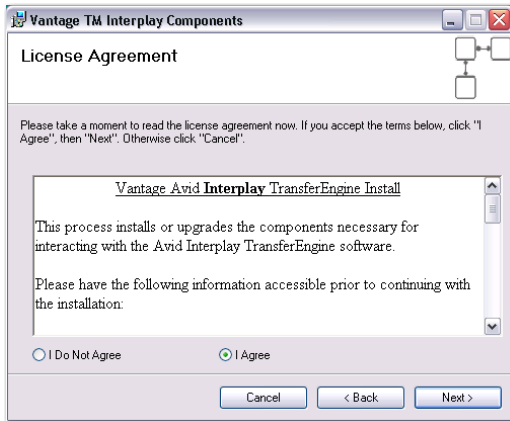 Vantage TM Interplay Components
License Agreement
Please take a moment to read the license agreement now. If you accept the terms below, click "I
Agree", then "Next". Otherwise click "Cancel".
Vantage Avid Interplay TransferEngine Install
This process installs or upgrades the components necessary for
interacting with the Avid Interplay TransferEngine software.
Please have the following information accessible prior to continuing with
the installation:
I Do Not Agree
I Agree
Cancel
< Back
Next >